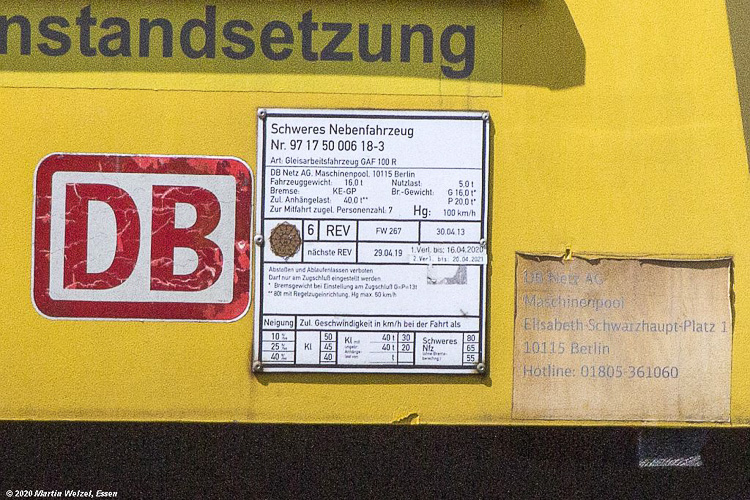 nstandsetzung
DB
Schweres Nebenfahrzeug
Nr. 97 17 50 006 18-3
Art: Gleisarbeitsfahrzeug GAF 100 R
DB Netz AG, Maschinenpool, 10115 Berlin
Fahrzeuggewicht: 16.0 t Nutzlast: 5.0 t
Bremse: KE-GP Br.-Gewicht: G 16.0 t*
Zul. Anhängelast: 40.0 t** P 20.0 t*
Zur Mitfahrt zugel. Personenzahl: 7 Hg: 100 km/h
6 REV FW 267 30.04.13
nächste REV 29.04.19 1.Verl. bis: 16.04.2020
2.Verl. bis: 20.04.2021
Abstoßen und Ablaufenlassen verboten
Darf nur am Zugschluß eingestellt werden
* Bremsgewicht bei Einstellung am Zugschluß G=P=13t
** 80t mit Regelzugeinrichtung, Hg max. 50 km/h
Neigung Zul. Geschwindigkeit in km/h bei der Fahrt als
10 ‰ 50 40 t 30 80
25 ‰ Kl 45 Kl mit 40 t 20 Schweres Nfz 65
40 ‰ 40 t 55
DB Netz AG
Maschinenpool
Elisabeth-Schwarzhaupt-Platz 1
10115 Berlin
Hotline: 01805-361060
© 2020 Martin Welzel, Essen